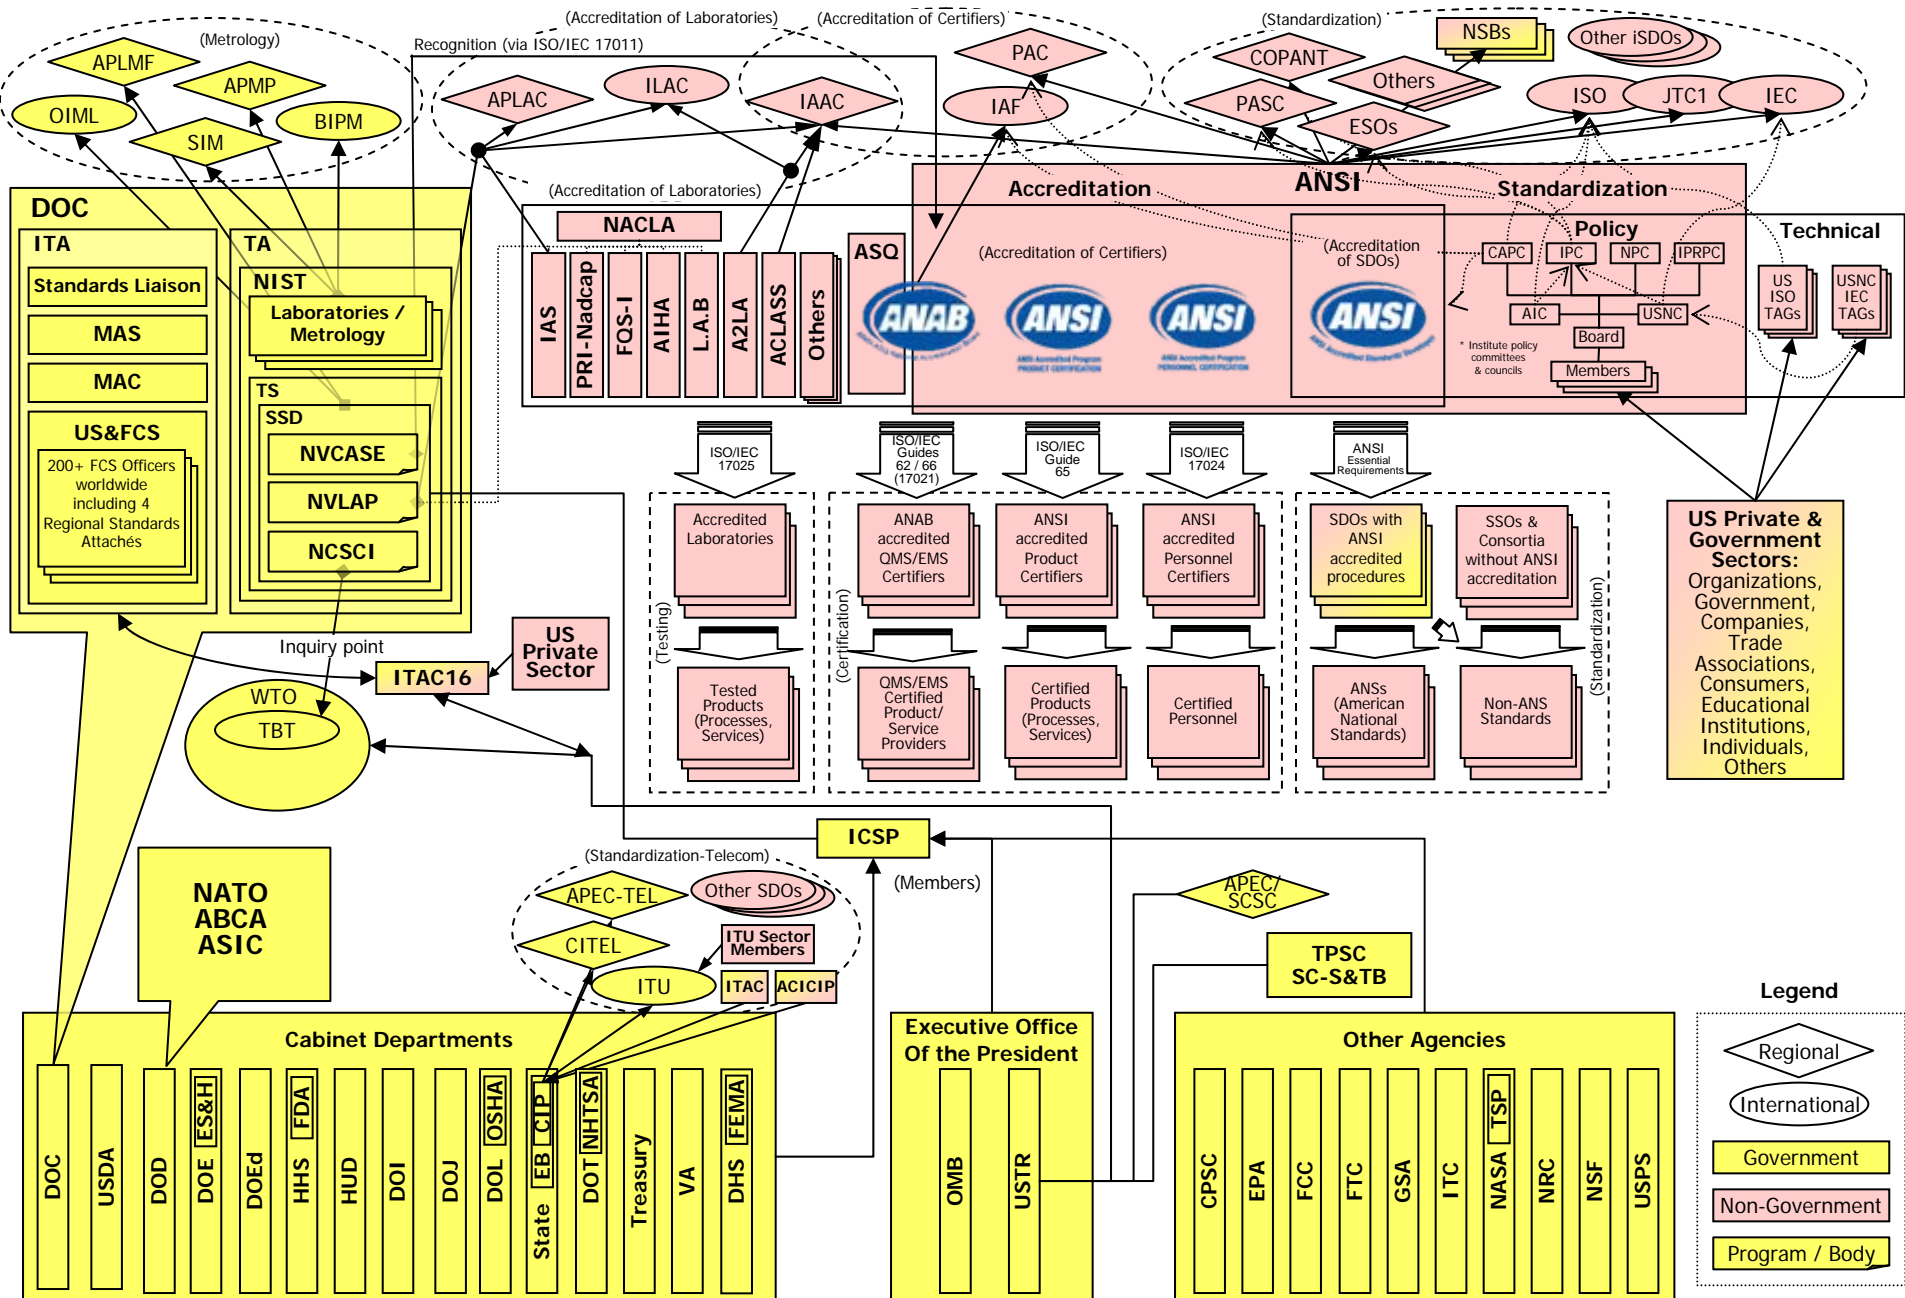 (Metrology)
APLMF
APMP
OIML
BIPM
SIM
(Accreditation of Laboratories)
Recognition (via ISO/IEC 17011)
APLAC
ILAC
(Accreditation of Certifiers)
IAAC
PAC
IAF
(Standardization)
COPANT
PASC
Others
ESOs
NSBs
Other iSDOs
ISO
JTC1
IEC
DOC
ITA
Standards Liaison
MAS
MAC
US&FCS
200+ FCS Officers
worldwide
including 4
Regional Standards
Attachés
TA
NIST
Laboratories /
Metrology
TS
SSD
NVCASE
NVLAP
NCSCI
(Accreditation of Laboratories)
NACLA
IAS
PRI-Nadcap
FQS-I
AIHA
L.A.B
A2LA
ACLASS
Others
ASQ
Accreditation
ANSI
Standardization
(Accreditation of Certifiers)
ANAB
ANSI
ANSI Accredited Program
PRODUCT CERTIFICATION
ANSI
ANSI Accredited Program
PERSONNEL CERTIFICATION
(Accreditation
of SDOs)
ANSI
ANSI Accredited Standards Developer
Policy
CAPC
IPC
NPC
IPRPC
AIC
USNC
Board
Members
* Institute policy
committees
& councils
Technical
US
ISO
TAGs
USNC
IEC
TAGs
ISO/IEC
17025
ISO/IEC
Guides
62 / 66
(17021)
ISO/IEC
Guide
65
ISO/IEC
17024
ANSI
Essential
Requirements
(Testing)
Accredited
Laboratories
Tested
Products
(Processes,
Services)
(Certification)
ANAB
accredited
QMS/EMS
Certifiers
QMS/EMS
Certified
Product/
Service
Providers
ANSI
accredited
Product
Certifiers
Certified
Products
(Processes,
Services)
ANSI
accredited
Personnel
Certifiers
Certified
Personnel
SDOs with
ANSI
accredited
procedures
ANSs
(American
National
Standards)
SSOs &
Consortia
without ANSI
accreditation
Non-ANS
Standards
(Standardization)
US Private &
Government
Sectors:
Organizations,
Government,
Companies,
Trade
Associations,
Consumers,
Educational
Institutions,
Individuals,
Others
Inquiry point
US
Private
Sector
ITAC16
WTO
TBT
ICSP
(Members)
NATO
ABCA
ASIC
(Standardization-Telecom)
APEC-TEL
Other SDOs
CITEL
ITU Sector
Members
ITU
ITAC
ACICIP
APEC/
SCSC
TPSC
SC-S&TB
Cabinet Departments
DOC
USDA
DOD
DOE ES&H
DOEd
HHS FDA
HUD
DOI
DOJ
DOL OSHA
State EB CIP
DOT NHTSA
Treasury
VA
DHS FEMA
Executive Office
Of the President
OMB
USTR
Other Agencies
CPSC
EPA
FCC
FTC
GSA
ITC
NASA TSP
NRC
NSF
USPS
Legend
Regional
International
Government
Non-Government
Program / Body